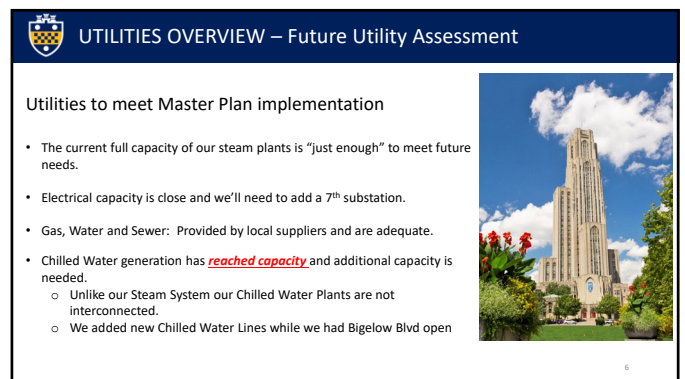 UTILITIES OVERVIEW – Future Utility Assessment
Utilities to meet Master Plan implementation
• The current full capacity of our steam plants is “just enough” to meet future
needs.
• Electrical capacity is close and we’ll need to add a 7th substation.
• Gas, Water and Sewer: Provided by local suppliers and are adequate.
• Chilled Water generation has reached capacity and additional capacity is
needed.
o Unlike our Steam System our Chilled Water Plants are not
interconnected.
o We added new Chilled Water Lines while we had Bigelow Blvd open
6